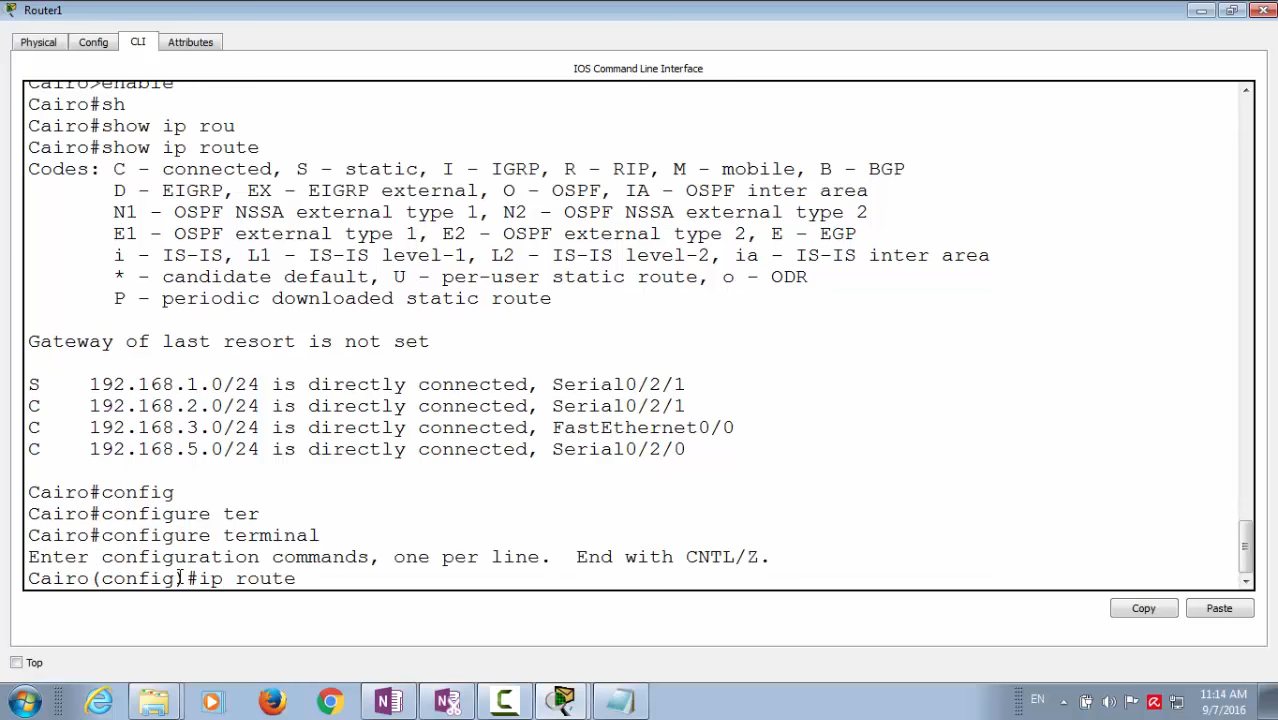 Router1
Physical Config CLI Attributes
IOS Command Line Interface
Cairo>enable
Cairo#sh
Cairo#show ip rou
Cairo#show ip route
Codes: C - connected, S - static, I - IGRP, R - RIP, M - mobile, B - BGP
D - EIGRP, EX - EIGRP external, O - OSPF, IA - OSPF inter area
N1 - OSPF NSSA external type 1, N2 - OSPF NSSA external type 2
E1 - OSPF external type 1, E2 - OSPF external type 2, E - EGP
i - IS-IS, L1 - IS-IS level-1, L2 - IS-IS level-2, ia - IS-IS inter area
* - candidate default, U - per-user static route, o - ODR
P - periodic downloaded static route
Gateway of last resort is not set
S 192.168.1.0/24 is directly connected, Serial0/2/1
C 192.168.2.0/24 is directly connected, Serial0/2/1
C 192.168.3.0/24 is directly connected, FastEthernet0/0
C 192.168.5.0/24 is directly connected, Serial0/2/0
Cairo#config
Cairo#configure ter
Cairo#configure terminal
Enter configuration commands, one per line. End with CNTL/Z.
Cairo(config)#ip route
Copy Paste
Top
EN
11:14 AM
9/7/2016